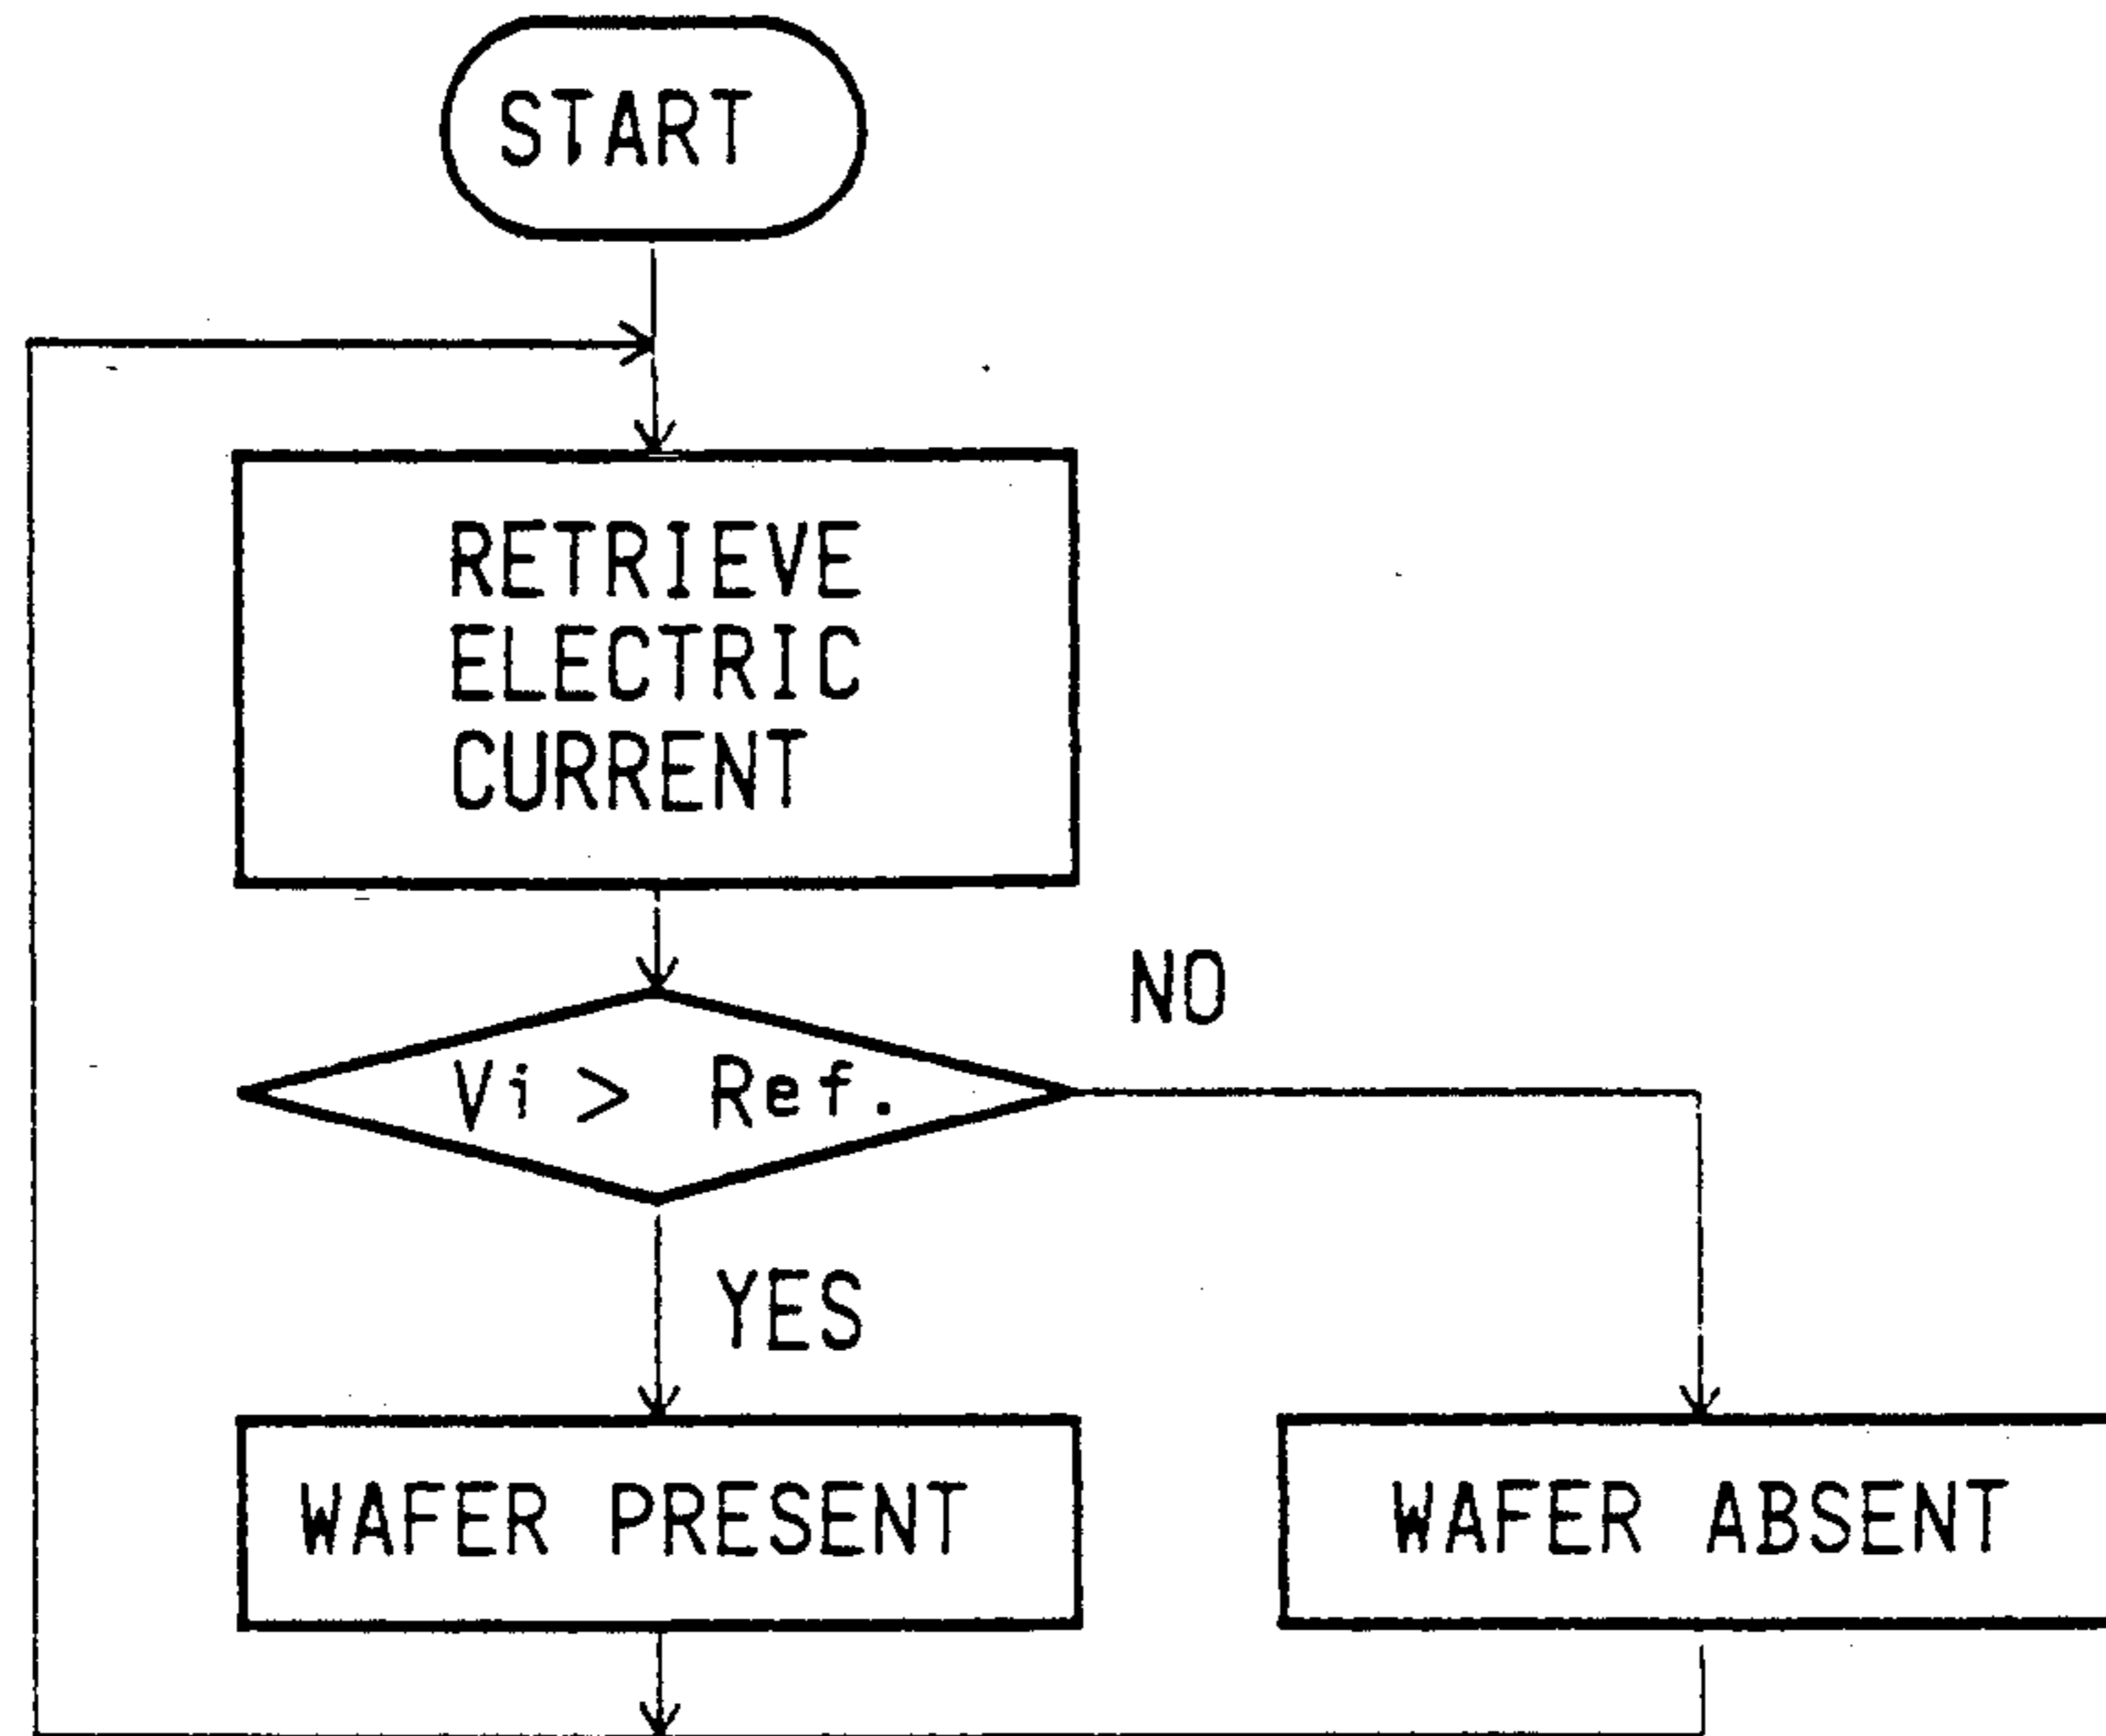 START
RETRIEVE
ELECTRIC
CURRENT
NO
Vi > Ref.
YES
WAFER PRESENT
WAFER ABSENT